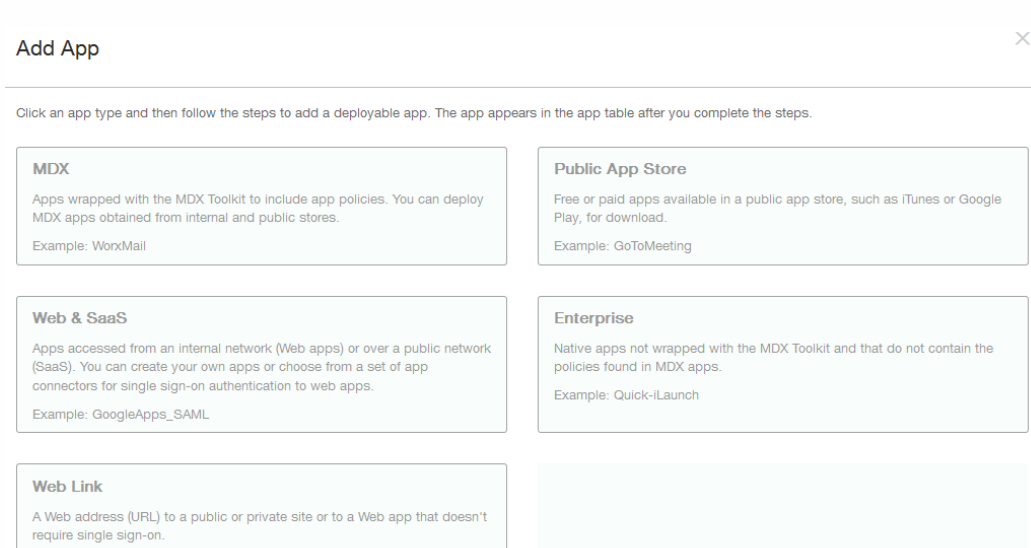 Add App
Click an app type and then follow the steps to add a deployable app. The app appears in the app table after you complete the steps.
MDX
Apps wrapped with the MDX Toolkit to include app policies. You can deploy
MDX apps obtained from internal and public stores.
Example: WorxMail
Public App Store
Free or paid apps available in a public app store, such as iTunes or Google
Play, for download.
Example: GoToMeeting
Web & SaaS
Apps accessed from an internal network (Web apps) or over a public network
(SaaS). You can create your own apps or choose from a set of app
connectors for single sign-on authentication to web apps.
Example: GoogleApps_SAML
Enterprise
Native apps not wrapped with the MDX Toolkit and that do not contain the
policies found in MDX apps.
Example: Quick-iLaunch
Web Link
A Web address (URL) to a public or private site or to a Web app that doesn't
require single sign-on.